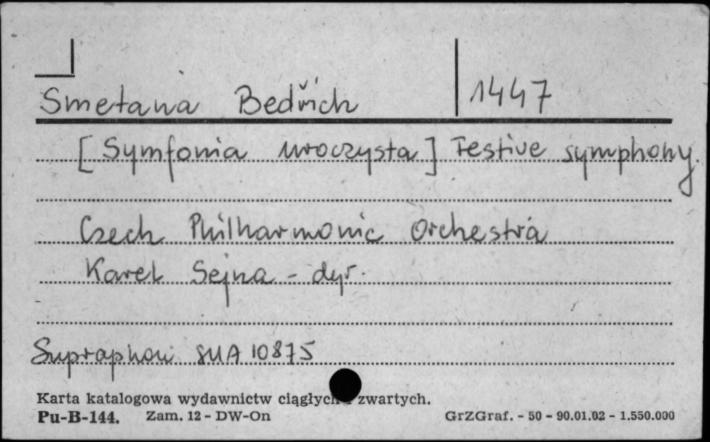 Smetana Bedřich 1447
[Symfonia uroczysta] Festive symphony.
Czech Philharmonic Orchestra
Karel Sejna - dyr.
Supraphon SUA 10875
Karta katalogowa wydawnictw ciągłych i zwartych.
Pu-B-144. Zam. 12 - DW-On GrZGraf. - 50 - 90.01.02 - 1.550.000